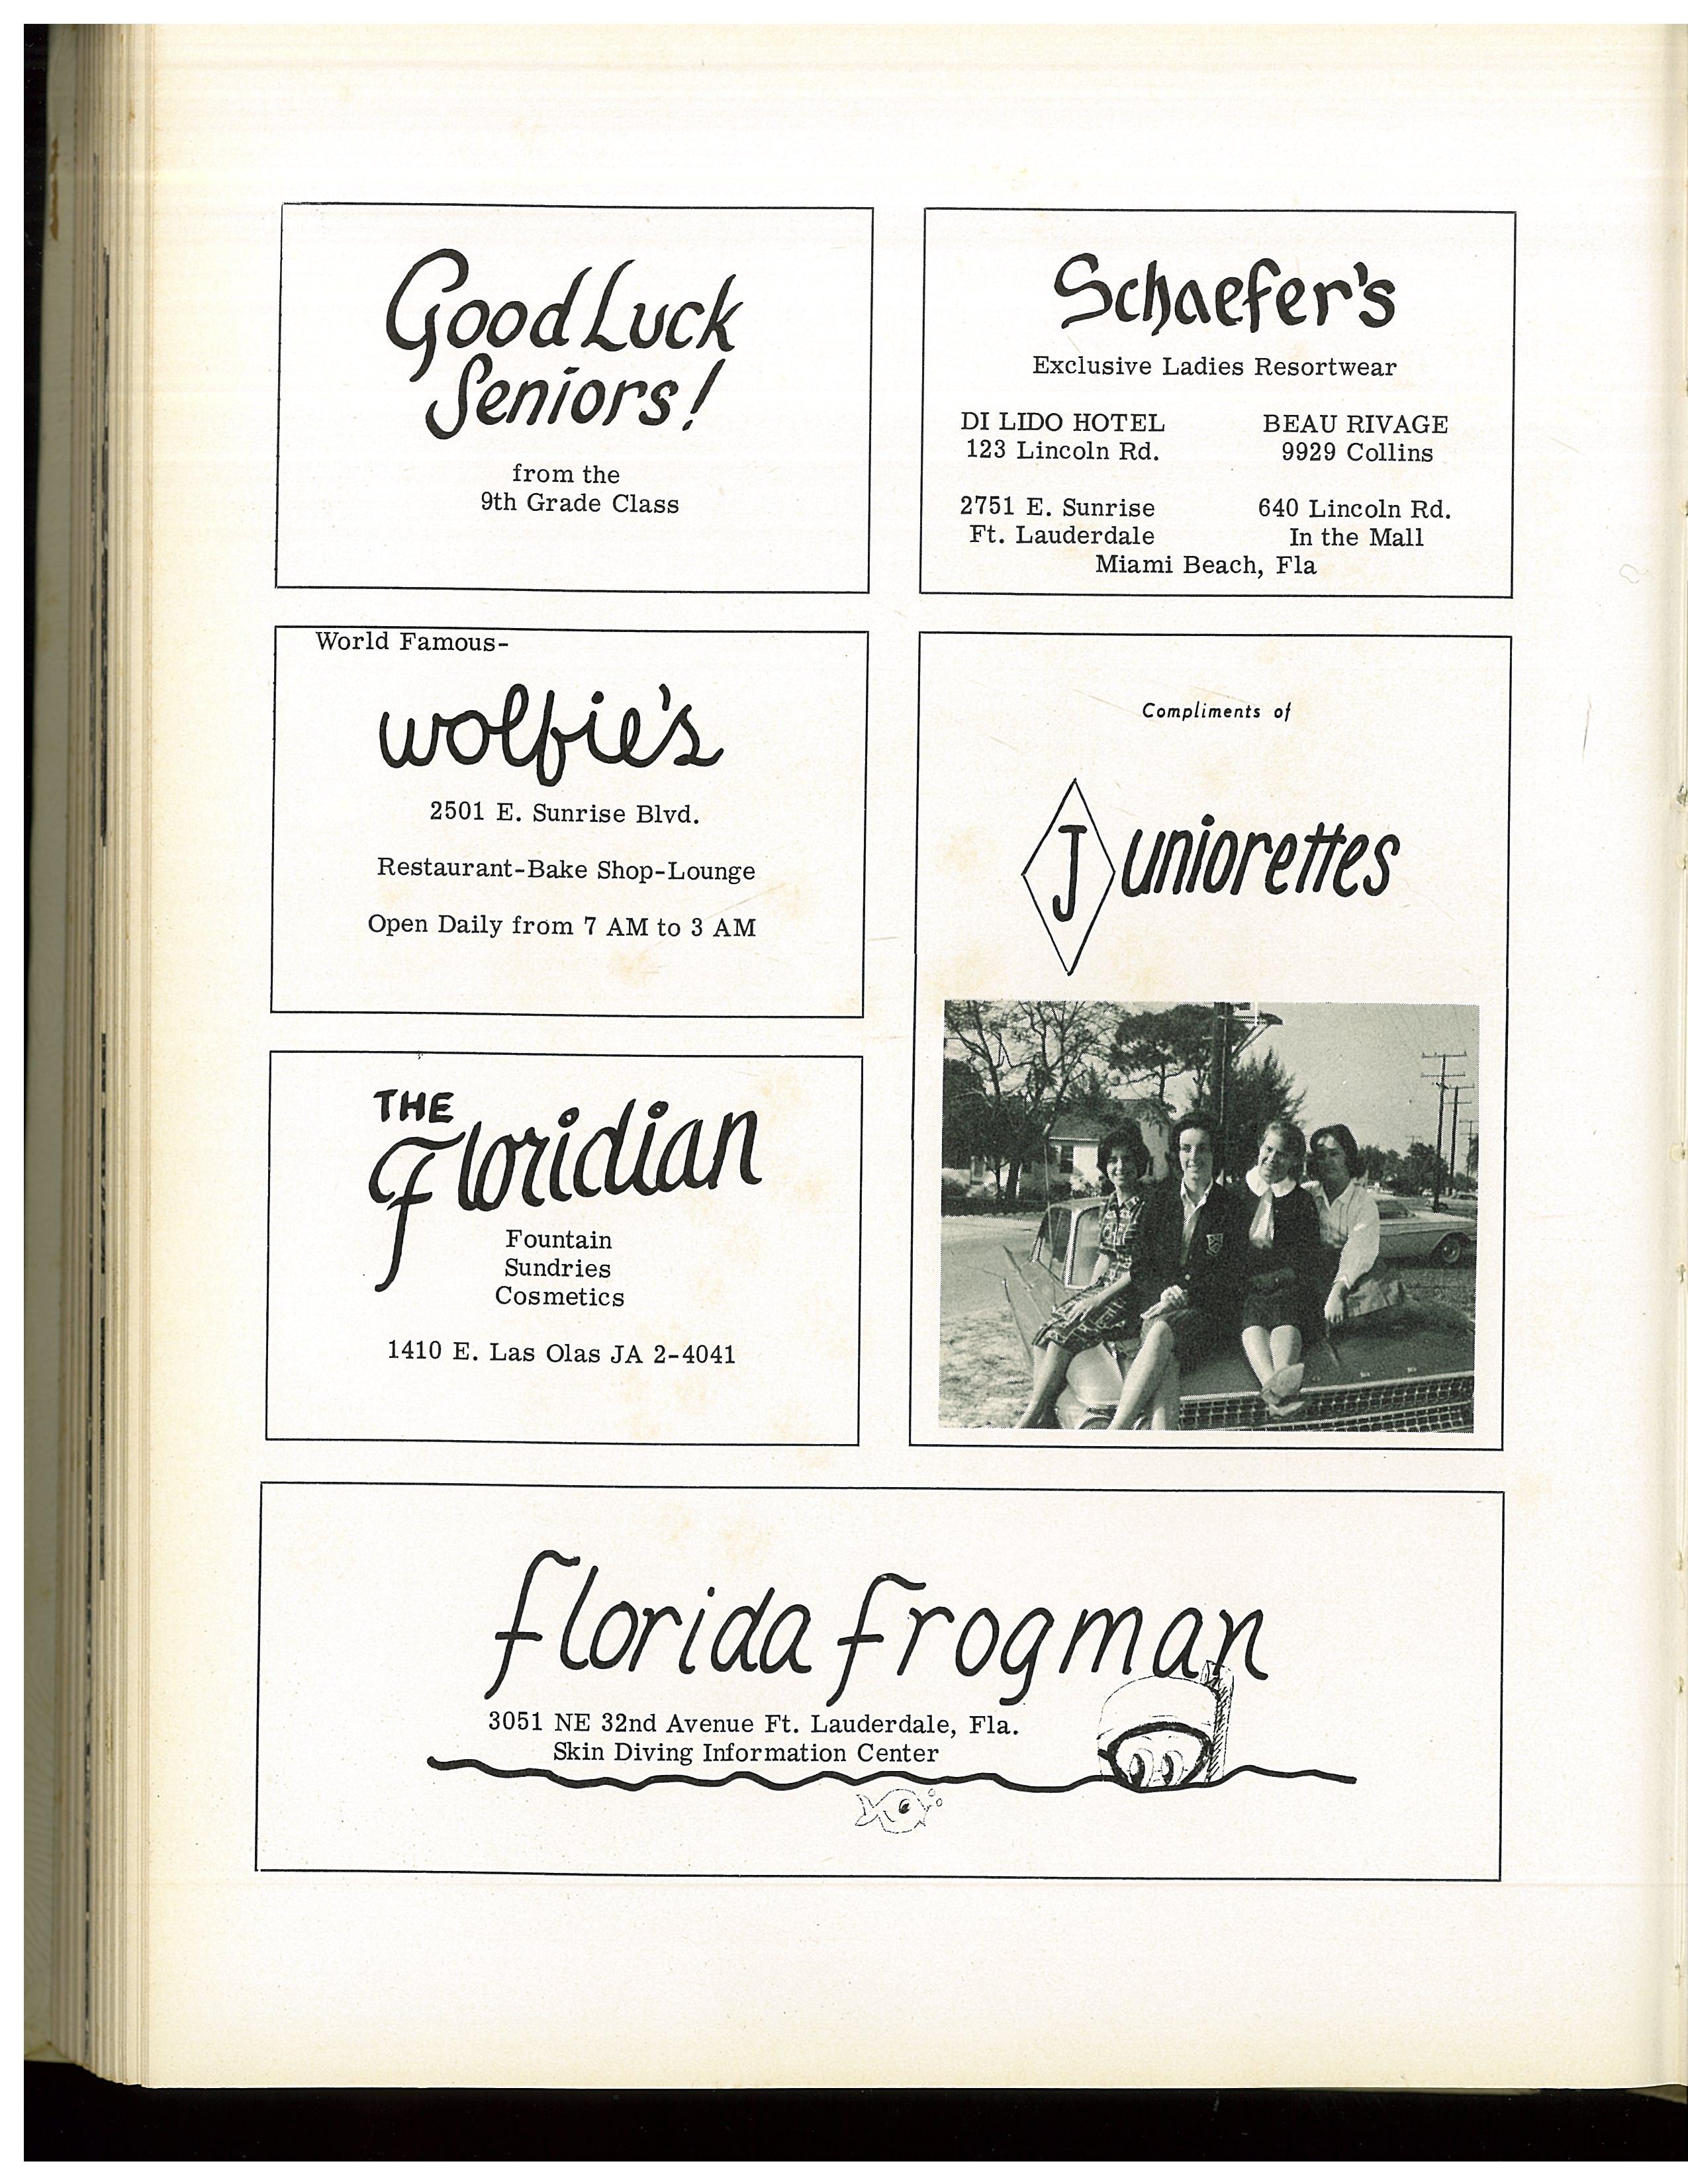 Good Luck
Seniors!
from the
9th Grade Class
Schaefer's
Exclusive Ladies Resortwear
DI LIDO HOTEL
123 Lincoln Rd.
BEAU RIVAGE
9929 Collins
2751 E. Sunrise
Ft. Lauderdale
640 Lincoln Rd.
In the Mall
Miami Beach, Fla
World Famous-
wolfie's
2501 E. Sunrise Blvd.
Restaurant-Bake Shop-Lounge
Open Daily from 7 AM to 3 AM
Compliments of
Juniorettes
THE
Floridian
Fountain
Sundries
Cosmetics
1410 E. Las Olas JA 2-4041
florida frogman
3051 NE 32nd Avenue Ft. Lauderdale, Fla.
Skin Diving Information Center